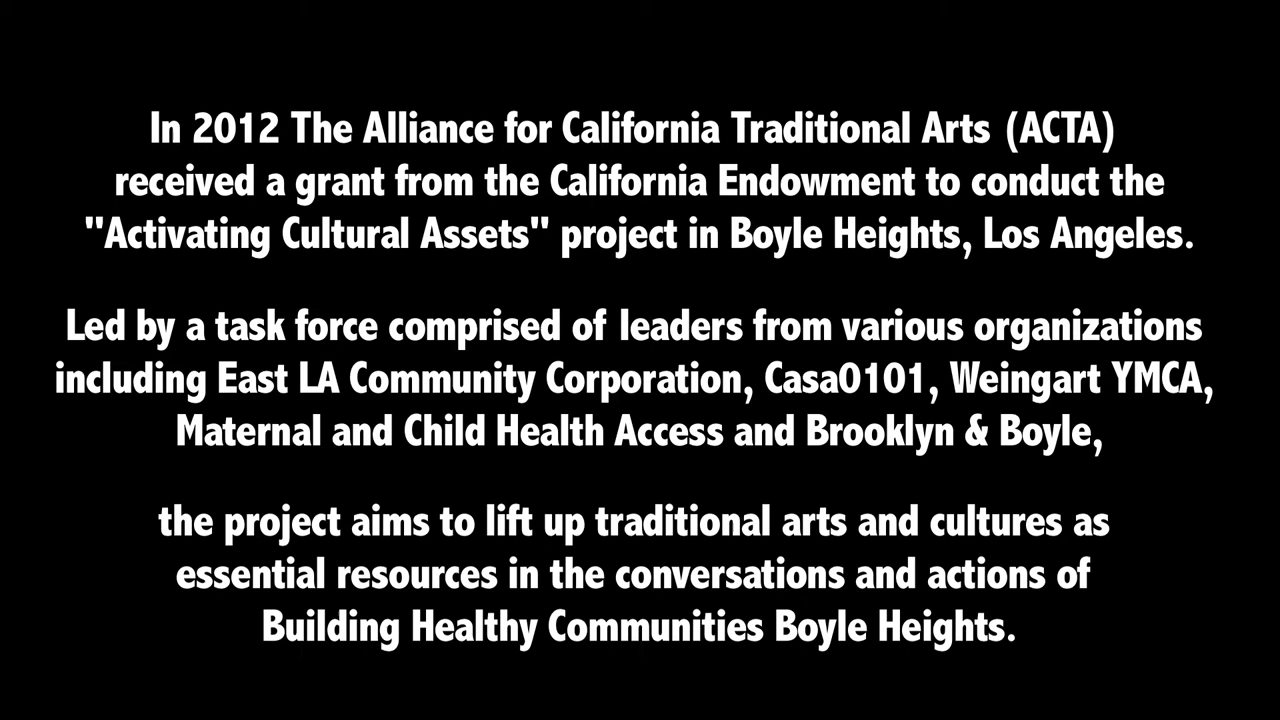 In 2012 The Alliance for California Traditional Arts (ACTA)
received a grant from the California Endowment to conduct the
"Activating Cultural Assets" project in Boyle Heights, Los Angeles.
Led by a task force comprised of leaders from various organizations
including East LA Community Corporation, Casa0101, Weingart YMCA,
Maternal and Child Health Access and Brooklyn & Boyle,
the project aims to lift up traditional arts and cultures as
essential resources in the conversations and actions of
Building Healthy Communities Boyle Heights.